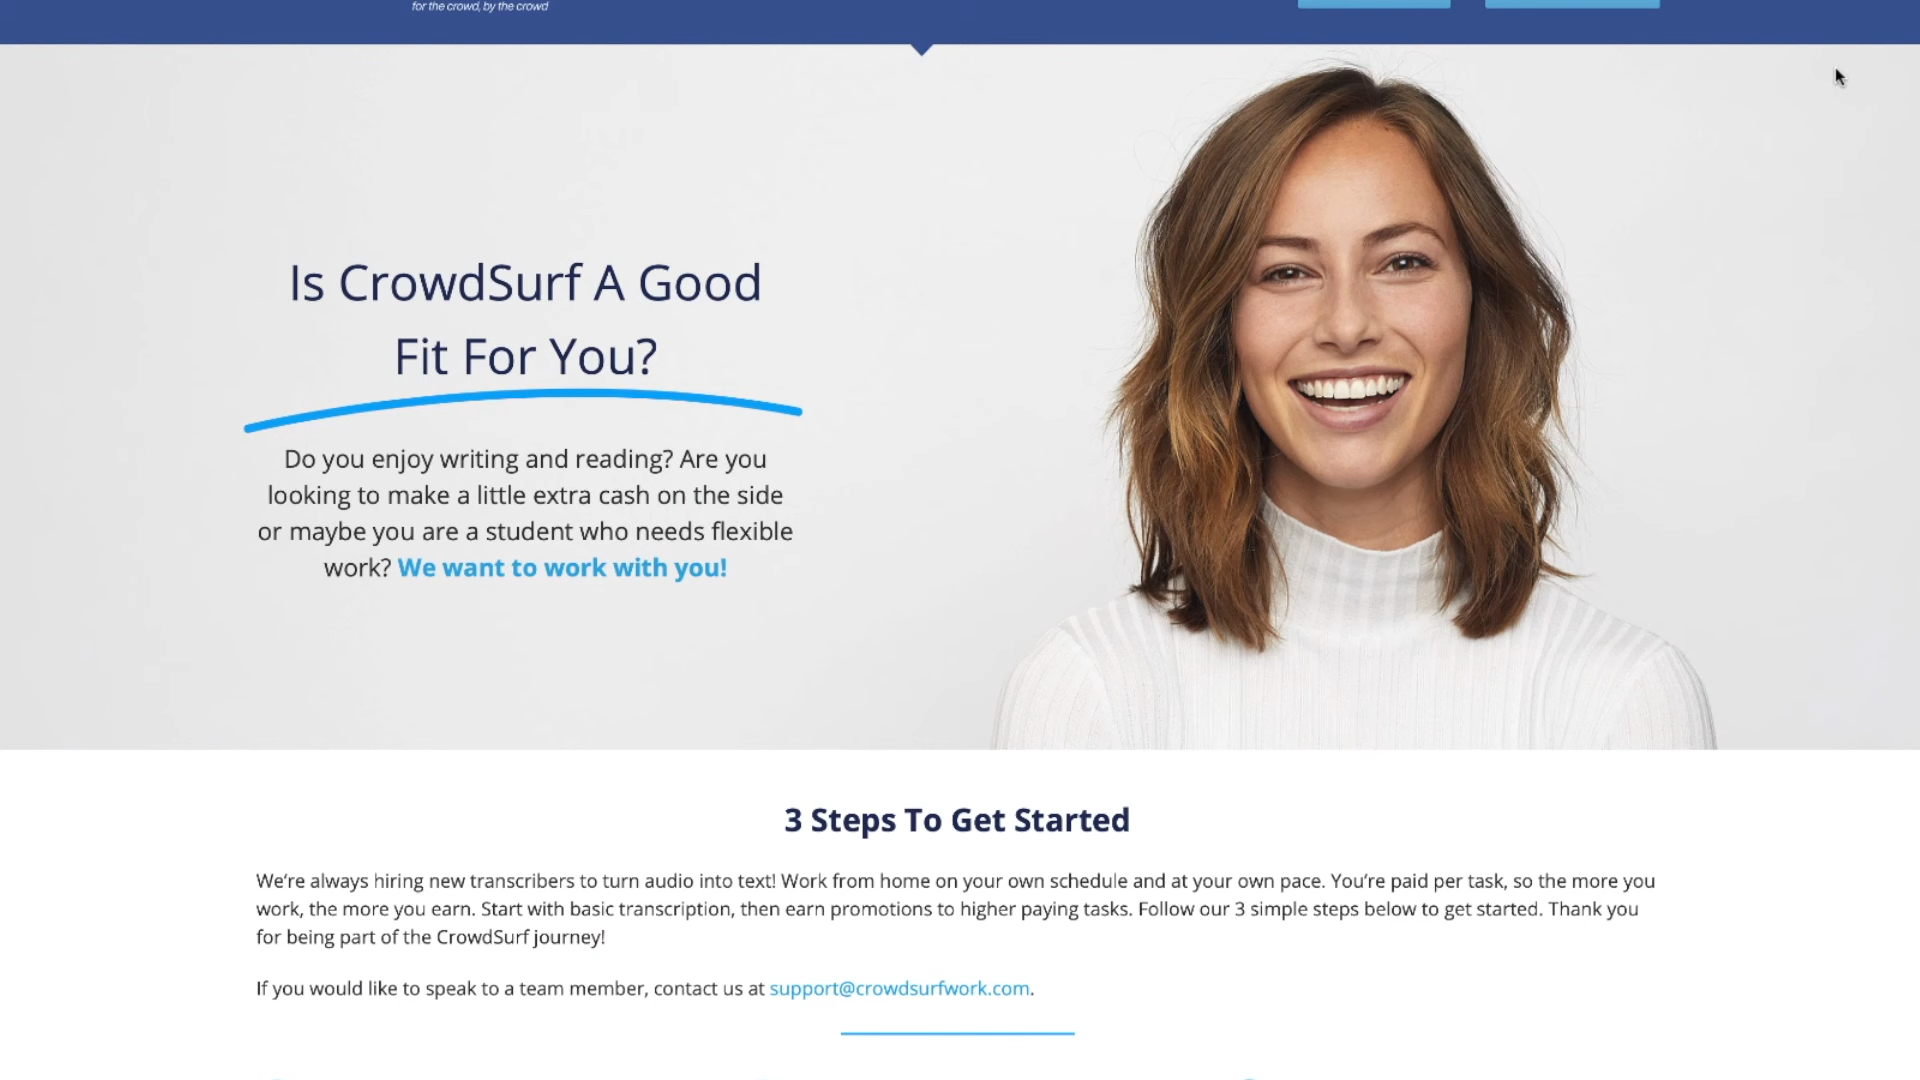 for the crowd, by the crowd
Is CrowdSurf A Good
Fit For You?
Do you enjoy writing and reading? Are you
looking to make a little extra cash on the side
or maybe you are a student who needs flexible
work? We want to work with you!
3 Steps To Get Started
We're always hiring new transcribers to turn audio into text! Work from home on your own schedule and at your own pace. You're paid per task, so the more you
work, the more you earn. Start with basic transcription, then earn promotions to higher paying tasks. Follow our 3 simple steps below to get started. Thank you
for being part of the CrowdSurf journey!
If you would like to speak to a team member, contact us at support@crowdsurfwork.com.